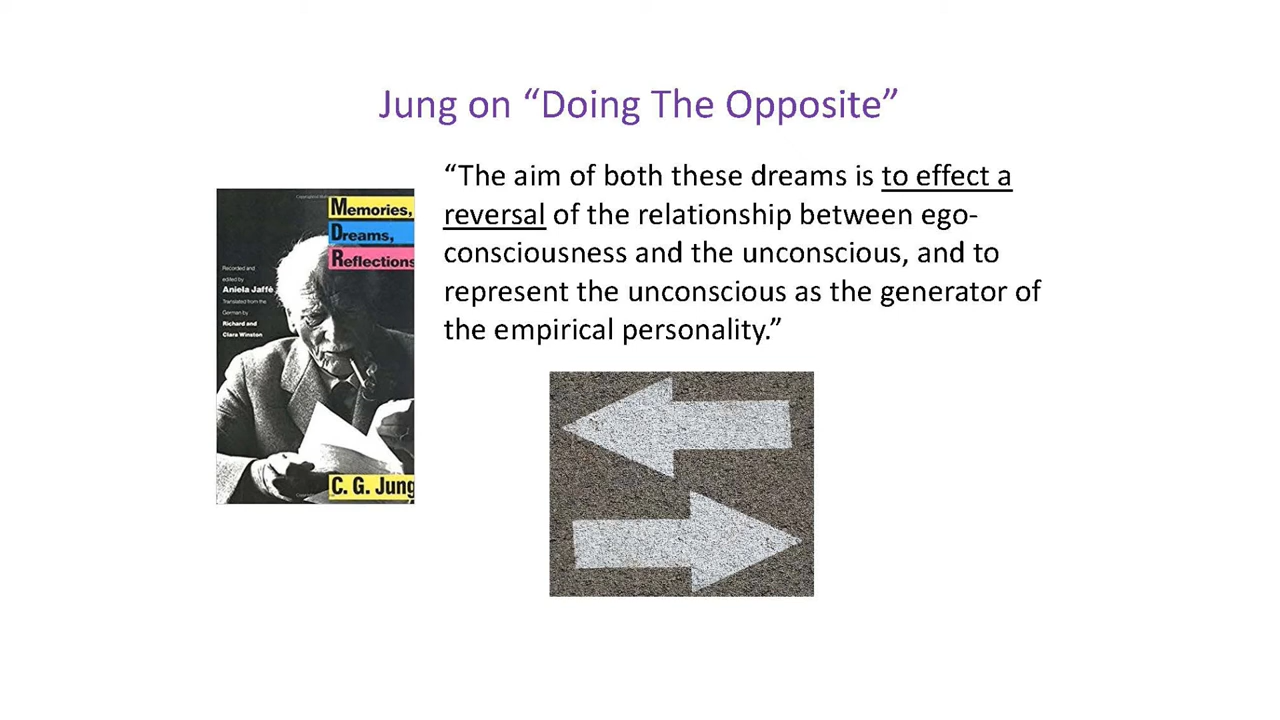 Jung on “Doing The Opposite”
“The aim of both these dreams is to effect a
reversal of the relationship between ego-
consciousness and the unconscious, and to
represent the unconscious as the generator of
the empirical personality.”
Memories,
Dreams,
Reflections
Recorded and
edited by
Aniela Jaffé
Translated from the
German by
Richard and
Clara Winston
C. G. Jung